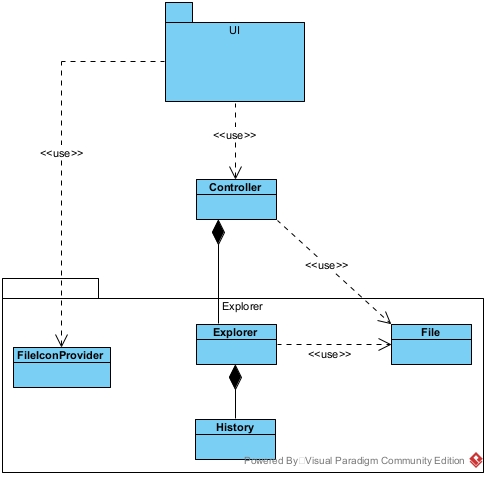 UI
<<use>>
<<use>>
Controller
<<use>>
Explorer
FileIconProvider
Explorer
<<use>>
File
History
Powered By Visual Paradigm Community Edition